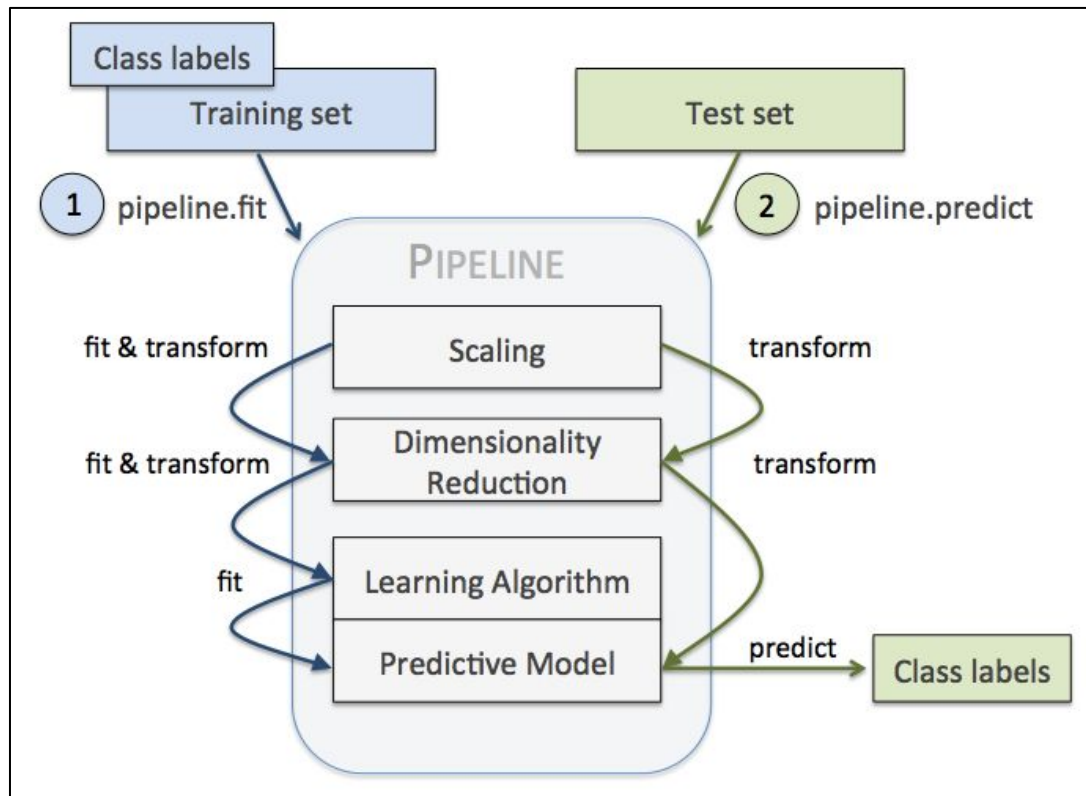 Class labels
Training set
Test set
1 pipeline.fit
2 pipeline.predict
PIPELINE
fit & transform
Scaling
transform
fit & transform
Dimensionality
Reduction
transform
fit
Learning Algorithm
Predictive Model
predict
Class labels